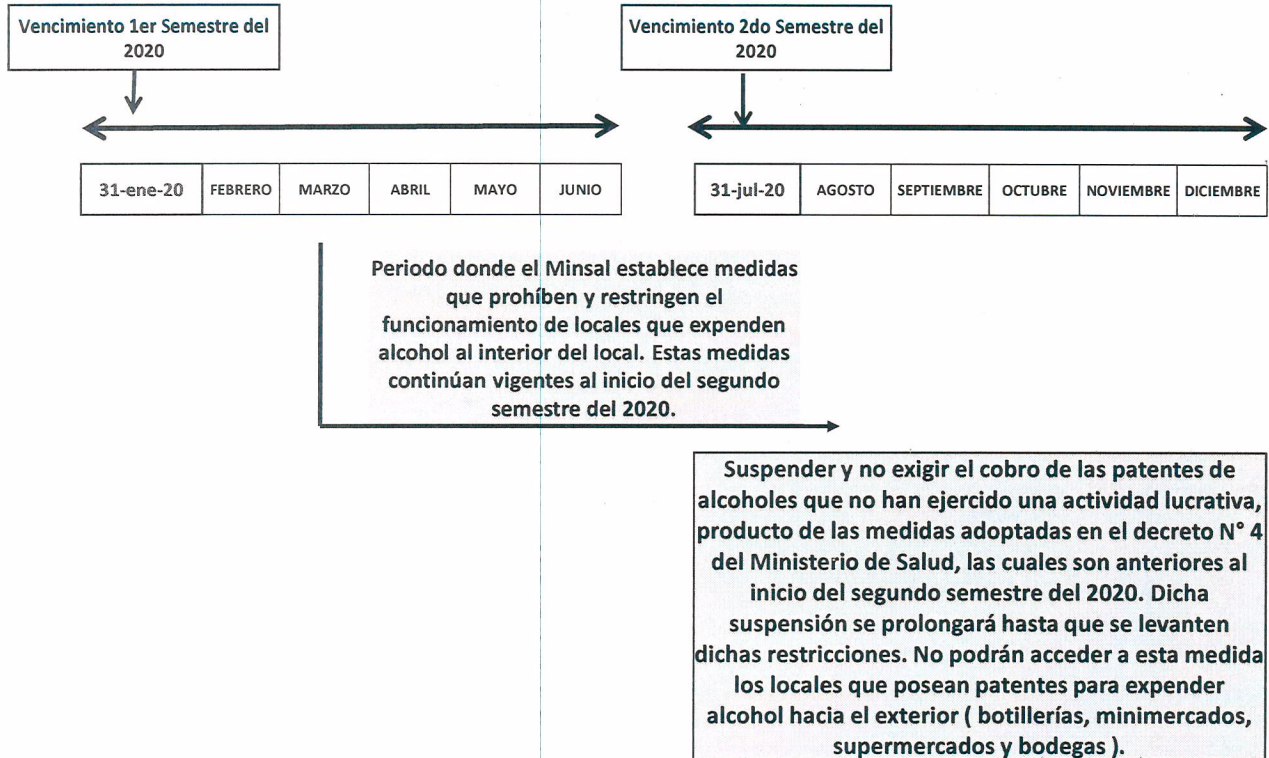 Vencimiento 1er Semestre del
2020
Vencimiento 2do Semestre del
2020
31-ene-20 FEBRERO MARZO ABRIL MAYO JUNIO
31-jul-20 AGOSTO SEPTIEMBRE OCTUBRE NOVIEMBRE DICIEMBRE
Periodo donde el Minsal establece medidas
que prohíben y restringen el
funcionamiento de locales que expenden
alcohol al interior del local. Estas medidas
continúan vigentes al inicio del segundo
semestre del 2020.
Suspender y no exigir el cobro de las patentes de
alcoholes que no han ejercido una actividad lucrativa,
producto de las medidas adoptadas en el decreto N° 4
del Ministerio de Salud, las cuales son anteriores al
inicio del segundo semestre del 2020. Dicha
suspensión se prolongará hasta que se levanten
dichas restricciones. No podrán acceder a esta medida
los locales que posean patentes para expender
alcohol hacia el exterior ( botillerías, minimercados,
supermercados y bodegas ).